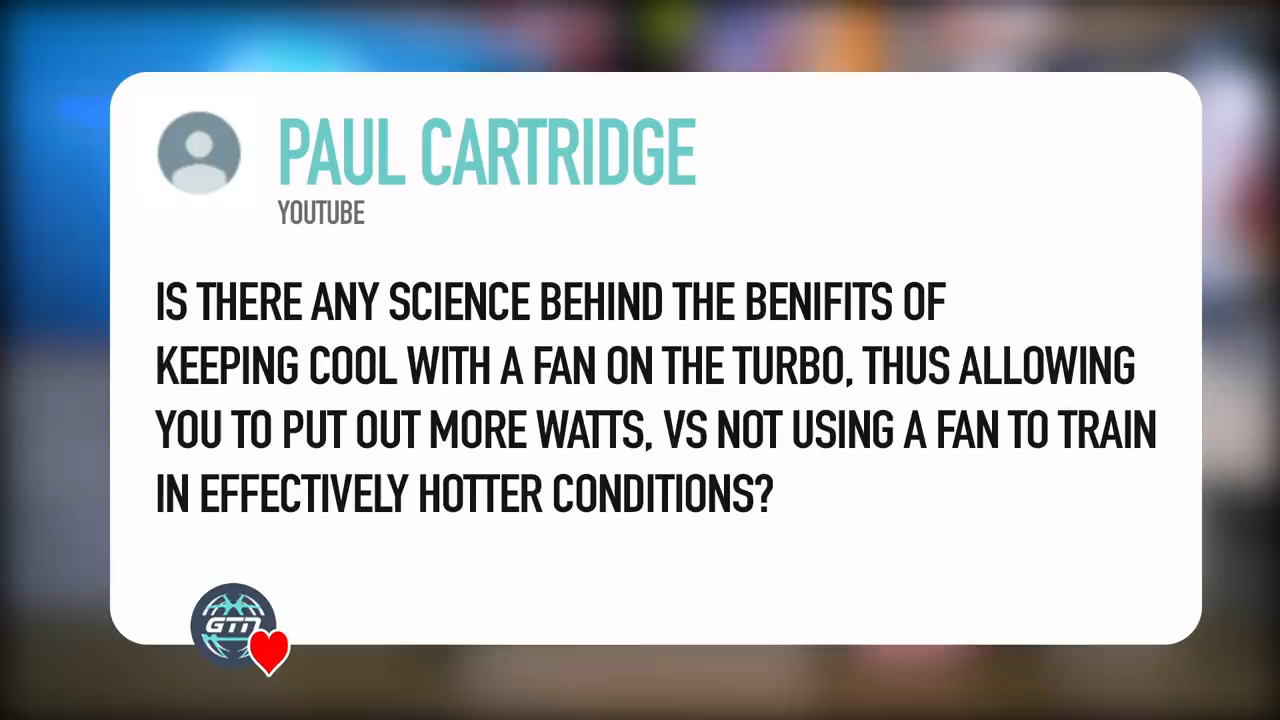 PAUL CARTRIDGE
YOUTUBE
IS THERE ANY SCIENCE BEHIND THE BENIFITS OF
KEEPING COOL WITH A FAN ON THE TURBO, THUS ALLOWING
YOU TO PUT OUT MORE WATTS, VS NOT USING A FAN TO TRAIN
IN EFFECTIVELY HOTTER CONDITIONS?
GTN